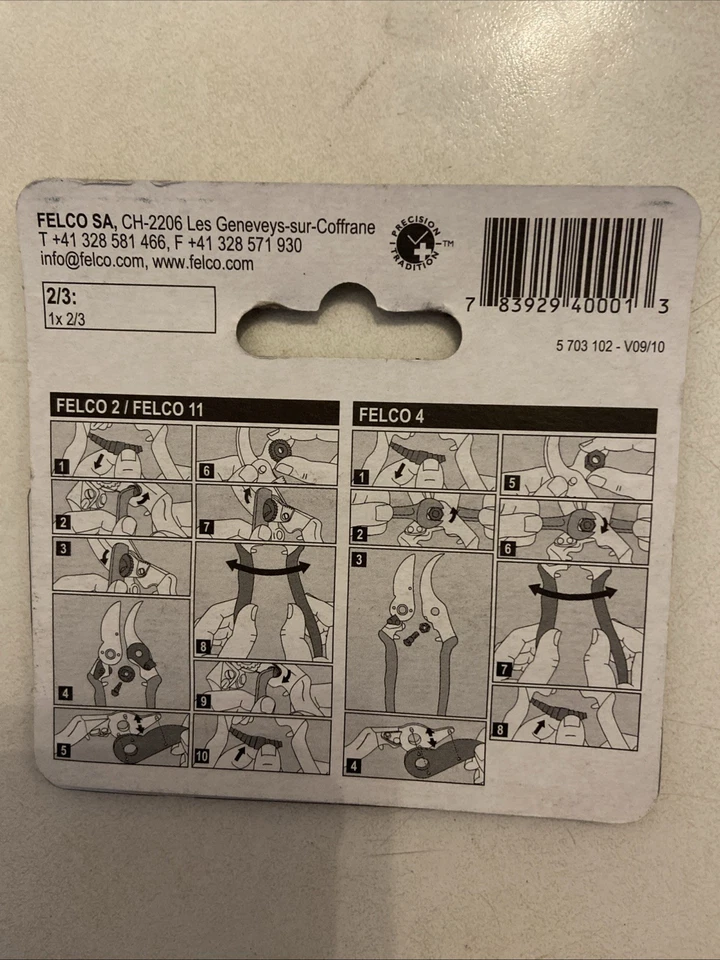 FELCO SA, CH-2206 Les Geneveys-sur-Coffrane
T +41 328 581 466, F +41 328 571 930
info@felco.com, www.felco.com
PRECISION
TRADITION
TM
7 83929 40001 3
2/3:
1x 2/3
5 703 102 - V09/10
FELCO 2 / FELCO 11
1
2
3
4
5
6
7
8
9
10
FELCO 4
1
2
3
4
5
6
7
8